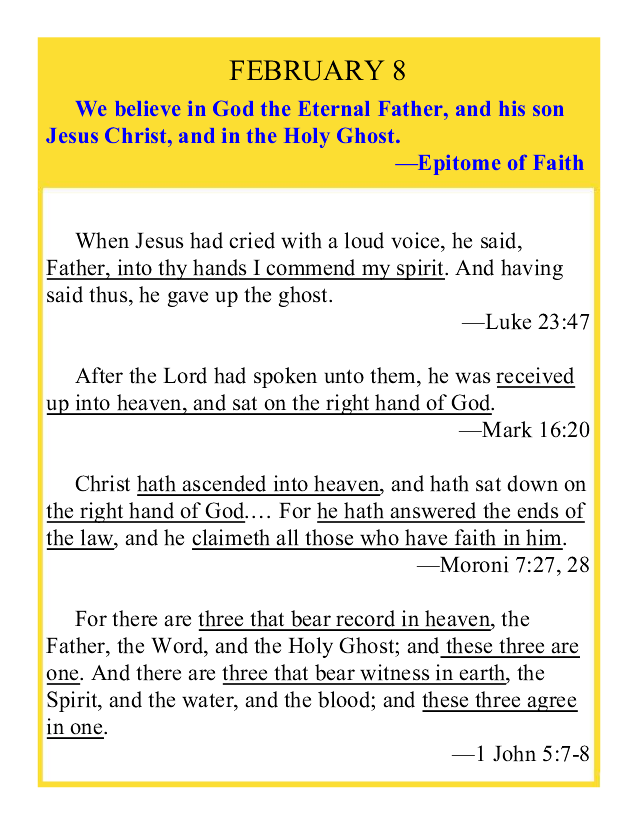 FEBRUARY 8
We believe in God the Eternal Father, and his son
Jesus Christ, and in the Holy Ghost.
—Epitome of Faith
When Jesus had cried with a loud voice, he said,
Father, into thy hands I commend my spirit. And having
said thus, he gave up the ghost.
—Luke 23:47
After the Lord had spoken unto them, he was received
up into heaven, and sat on the right hand of God.
—Mark 16:20
Christ hath ascended into heaven, and hath sat down on
the right hand of God.… For he hath answered the ends of
the law, and he claimeth all those who have faith in him.
—Moroni 7:27, 28
For there are three that bear record in heaven, the
Father, the Word, and the Holy Ghost; and these three are
one. And there are three that bear witness in earth, the
Spirit, and the water, and the blood; and these three agree
in one.
—1 John 5:7-8